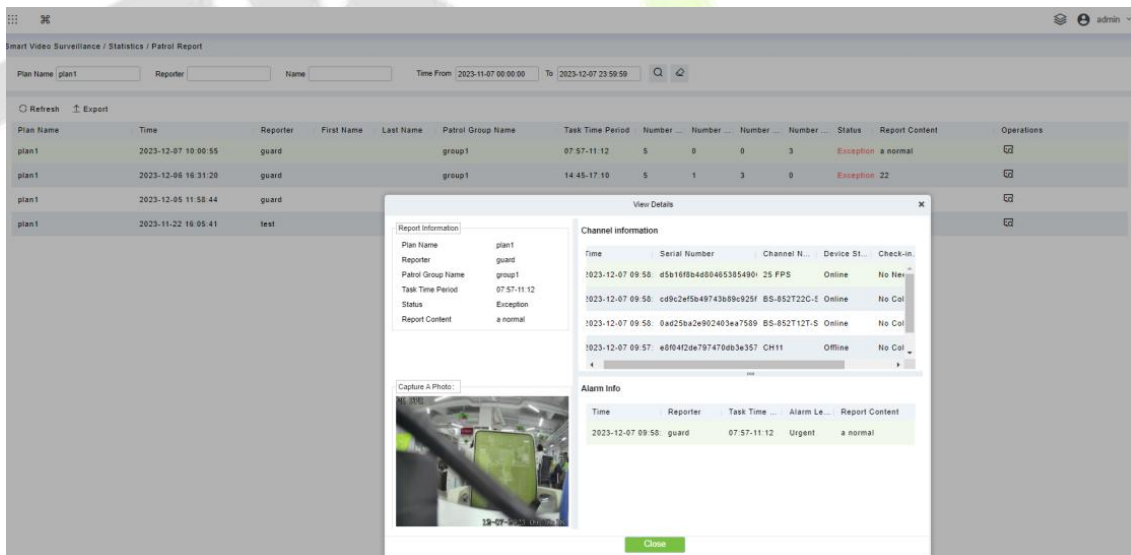 admin
Smart Video Surveillance / Statistics / Patrol Report
Plan Name plan1 Reporter Name Time From 2023-11-07 00:00:00 To 2023-12-07 23:59:59
Refresh Export
Plan Name Time Reporter First Name Last Name Patrol Group Name Task Time Period Number ... Number ... Number ... Number ... Status Report Content Operations
plan1 2023-12-07 10:00:55 guard group1 07:57-11:12 5 0 0 3 Exception a normal
plan1 2023-12-06 16:31:20 guard group1 14:45-17:10 5 1 3 0 Exception 22
plan1 2023-12-05 11:58:44 guard
plan1 2023-11-22 16:05:41 test
View Details
Report Information
Plan Name plan1
Reporter guard
Patrol Group Name group1
Task Time Period 07:57-11:12
Status Exception
Report Content a normal
Capture A Photo:
Channel information
Time Serial Number Channel N... Device St... Check-in.
2023-12-07 09:58: 25 FPS Online No
2023-12-07 09:58: Online No Col
2023-12-07 09:58: BS-852T12T-S Online No Col
2023-12-07 09:57: CH11 Offline No Col
Alarm Info
Time Reporter Task Time ... Alarm Le... Report Content
2023-12-07 09:58: guard 07:57-11:12 Urgent a normal
Close